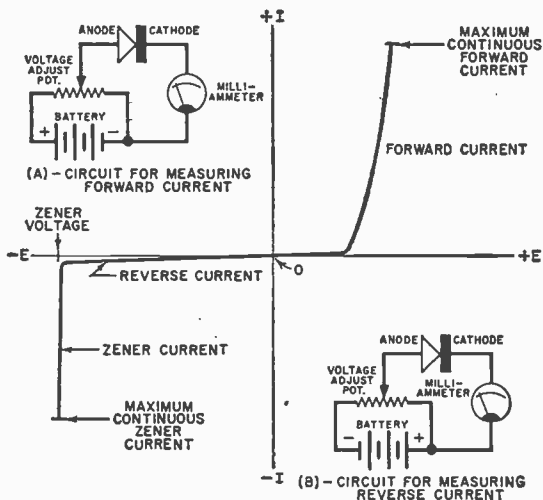 +I
ANODE CATHODE
VOLTAGE
ADJUST
POT.
MILLI-
AMMETER
BATTERY
+ -
(A)-CIRCUIT FOR MEASURING
FORWARD CURRENT
MAXIMUM
CONTINUOUS
FORWARD
CURRENT
FORWARD CURRENT
ZENER
VOLTAGE
-E
+E
REVERSE CURRENT
O
ZENER CURRENT
MAXIMUM
CONTINUOUS
ZENER
CURRENT
ANODE CATHODE
VOLTAGE
ADJUST
POT.
MILLI-
AMMETER
BATTERY
- +
-I
(B)-CIRCUIT FOR MEASURING
REVERSE CURRENT